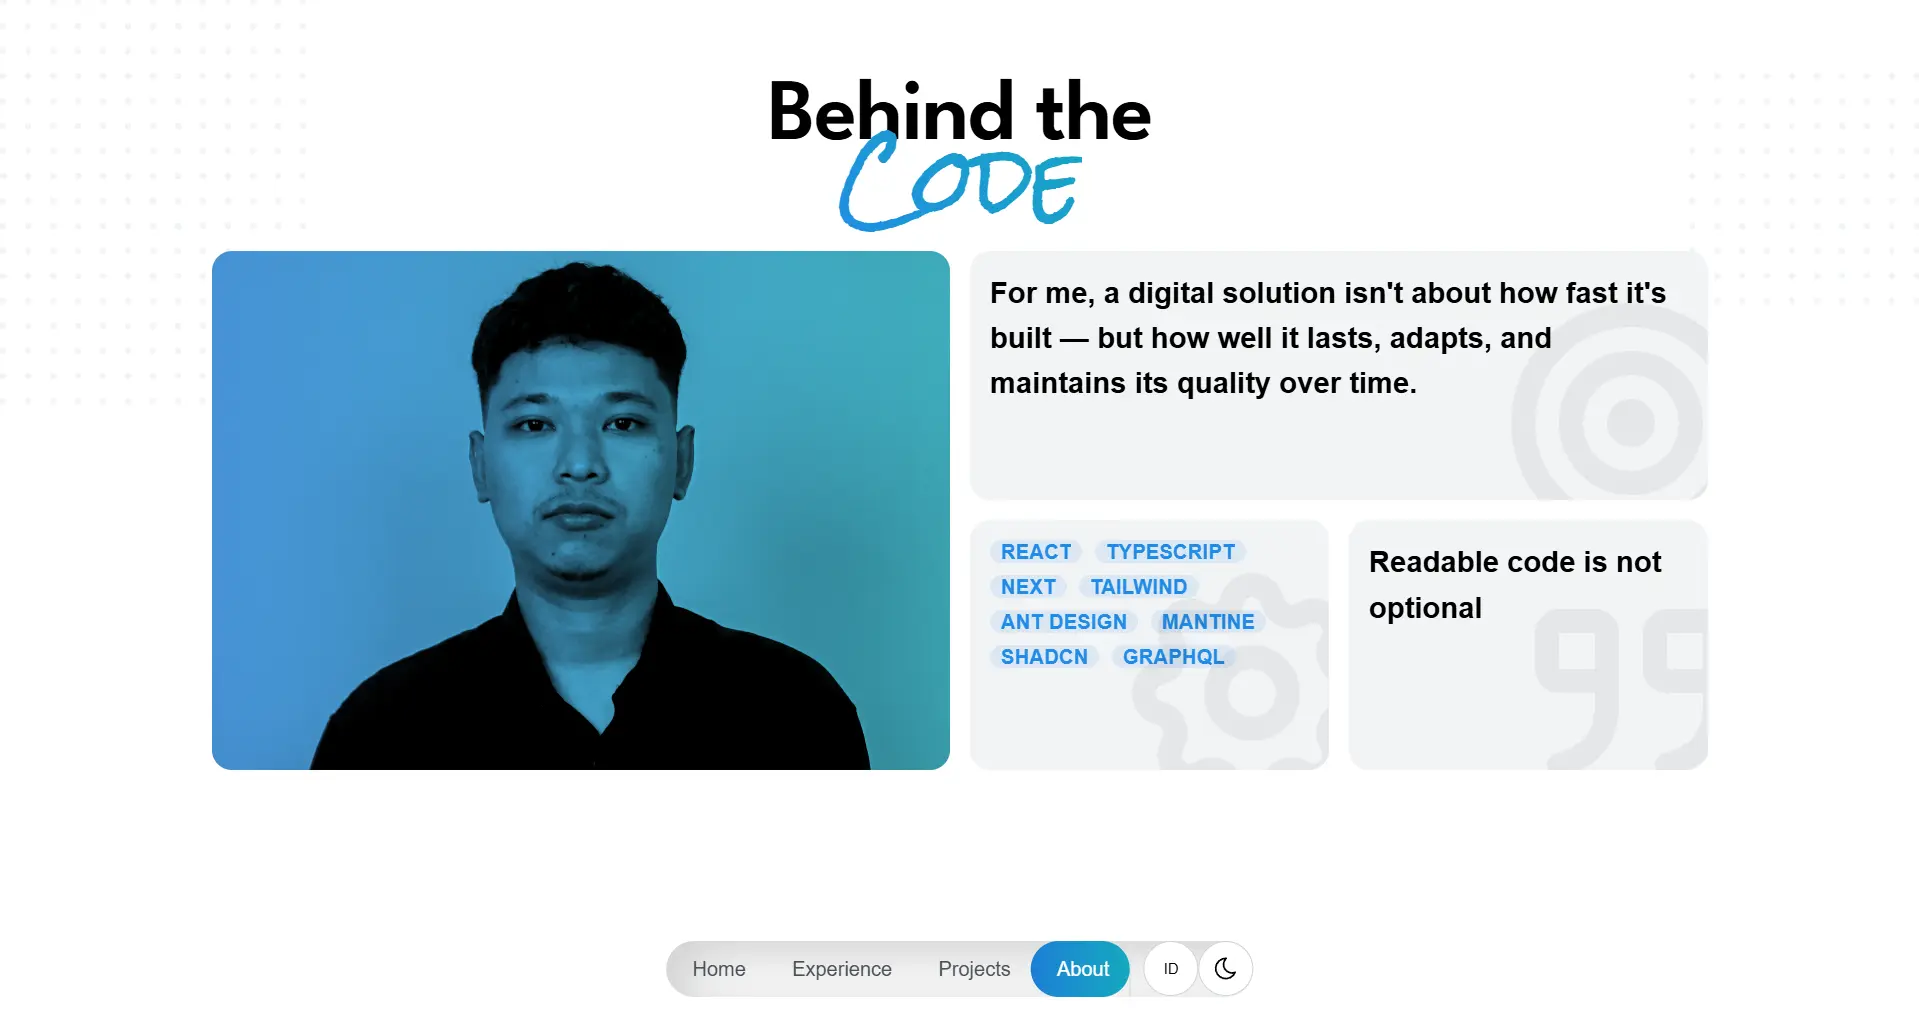 Behind the
CODE
For me, a digital solution isn't about how fast it's
built — but how well it lasts, adapts, and
maintains its quality over time.
REACT TYPESCRIPT
NEXT TAILWIND
ANT DESIGN MANTINE
SHADCN GRAPHQL
Readable code is not
optional
Home Experience Projects About ID